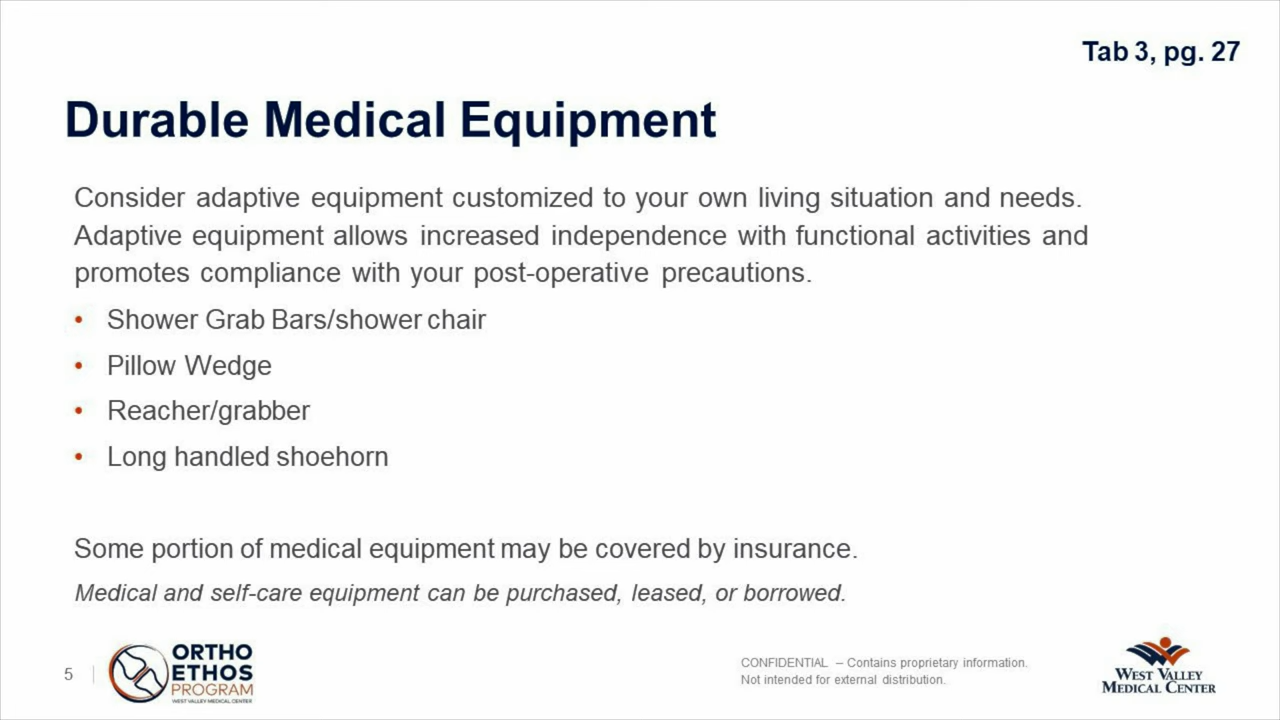 Tab 3, pg. 27
Durable Medical Equipment
Consider adaptive equipment customized to your own living situation and needs.
Adaptive equipment allows increased independence with functional activities and
promotes compliance with your post-operative precautions.
• Shower Grab Bars/shower chair
• Pillow Wedge
• Reacher/grabber
• Long handled shoehorn
Some portion of medical equipment may be covered by insurance.
Medical and self-care equipment can be purchased, leased, or borrowed.
5
ORTHO
ETHOS
PROGRAM
WEST VALLEY MEDICAL CENTER
CONFIDENTIAL – Contains proprietary information.
Not intended for external distribution.
WEST VALLEY
MEDICAL CENTER